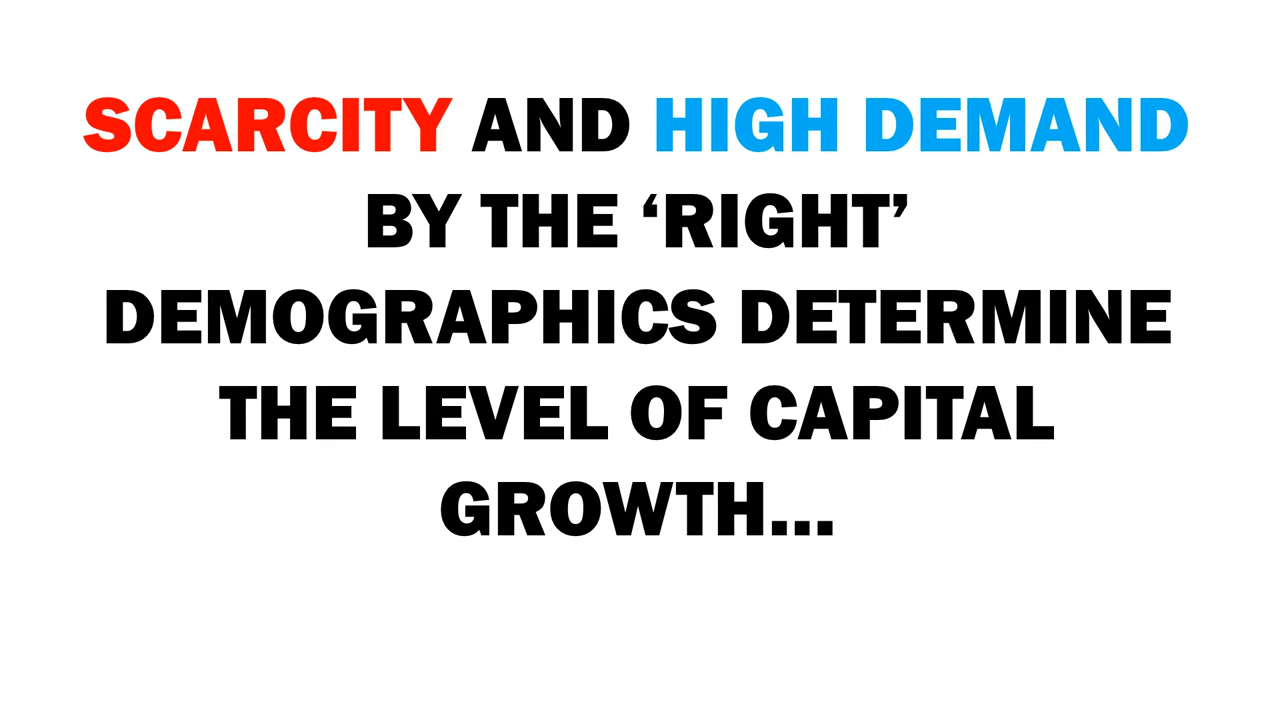 SCARCITY AND HIGH DEMAND
BY THE ‘RIGHT’
DEMOGRAPHICS DETERMINE
THE LEVEL OF CAPITAL
GROWTH...